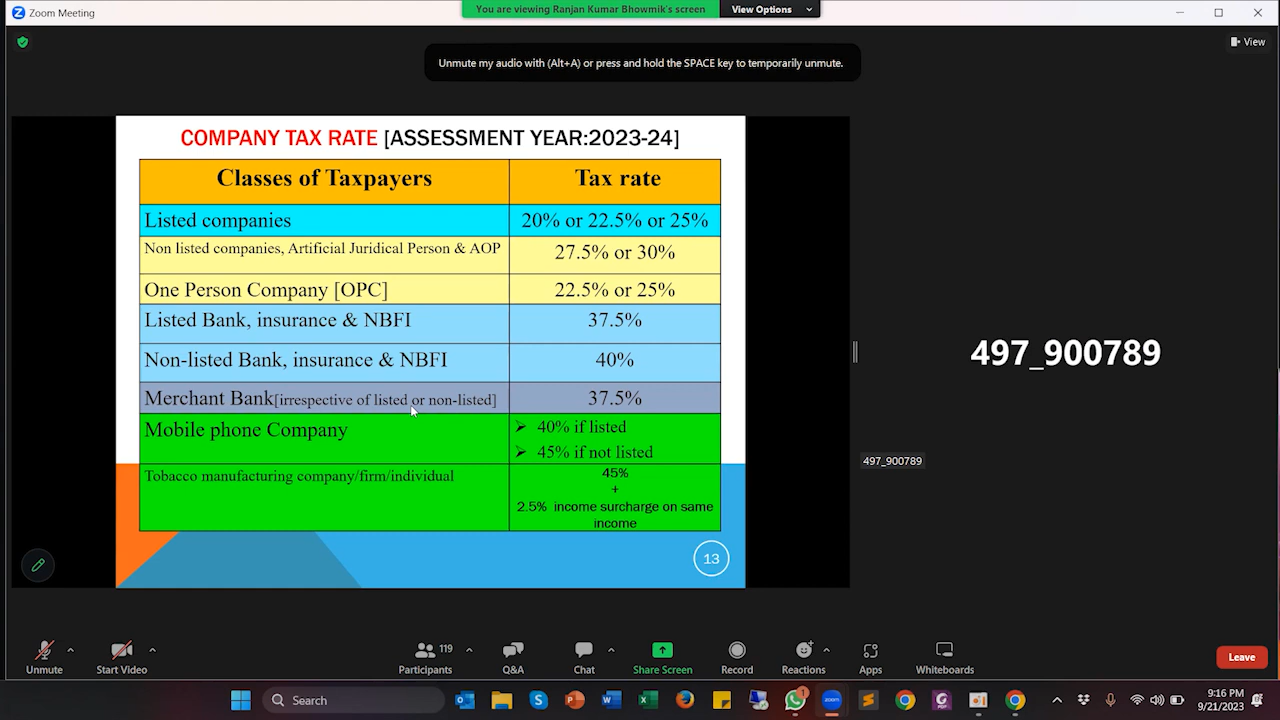 Zoom Meeting
You are viewing Ranjan Kumar Bhowmik's screen
View Options
View
Unmute my audio with (Alt+A) or press and hold the SPACE key to temporarily unmute.
COMPANY TAX RATE [ASSESSMENT YEAR:2023-24]
Classes of Taxpayers
Tax rate
Listed companies
20% or 22.5% or 25%
Non listed companies, Artificial Juridical Person & AOP
27.5% or 30%
One Person Company [OPC]
22.5% or 25%
Listed Bank, insurance & NBFI
37.5%
Non-listed Bank, insurance & NBFI
40%
Merchant Bank[irrespective of listed or non-listed]
37.5%
Mobile phone Company
➢ 40% if listed
➢ 45% if not listed
Tobacco manufacturing company/firm/individual
45%
+
2.5% income surcharge on same
income
13
497_900789
497_900789
Unmute
Start Video
119
Participants
Q&A
Chat
Share Screen
Record
Reactions
Apps
Whiteboards
Leave
Search
1
zoom
9:16 PM
9/21/2023